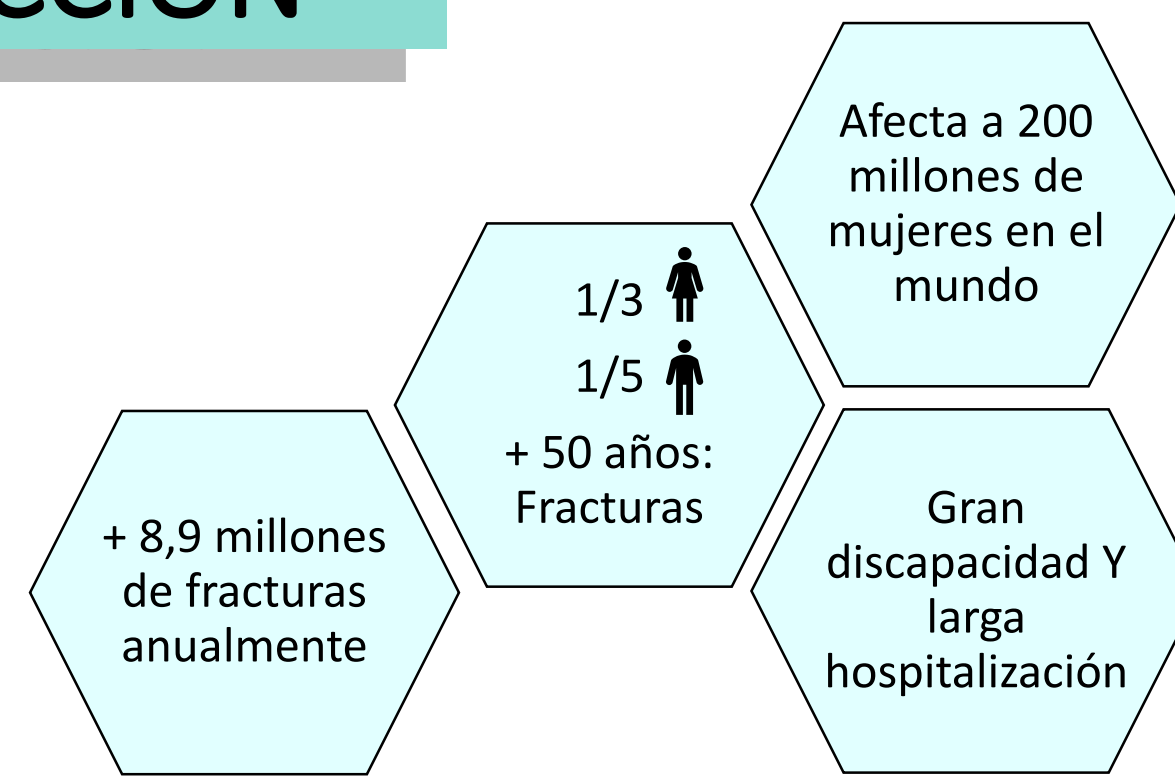 + 8,9 millones
de fracturas
anualmente
1/3
1/5
+ 50 años:
Fracturas
Afecta a 200
millones de
mujeres en el
mundo
Gran
discapacidad Y
larga
hospitalización